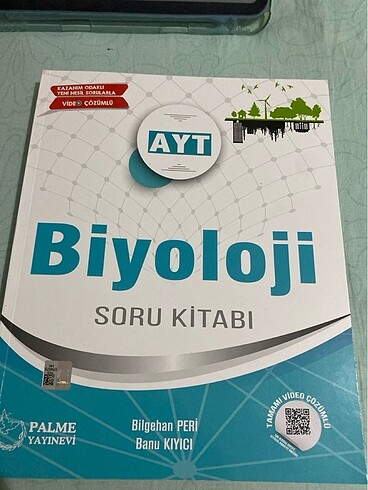 KAZANIM ODAKLI
YENİ NESİL SORULARLA
VİDEO ÇÖZÜMLÜ
AYT
Biyoloji
SORU KİTABI
PALME
YAYINEVİ
Bilgehan PERİ
Banu KIYICI
TAMAMI VİDEO ÇÖZÜMLÜ